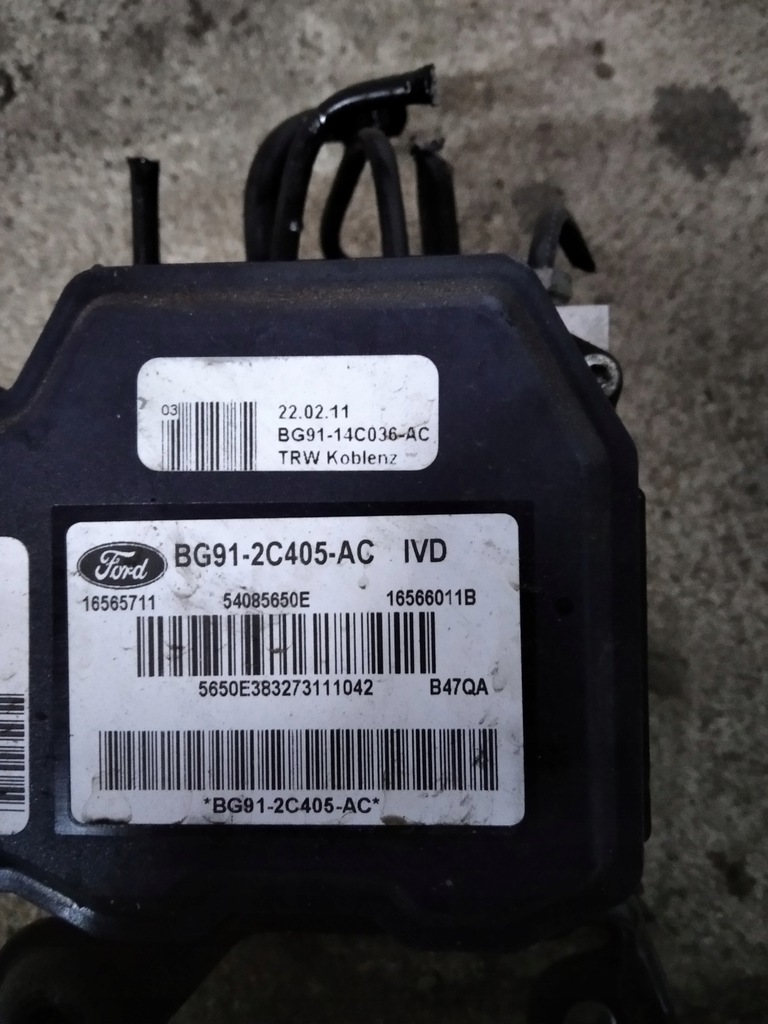 03
22.02.11
BG91-14C036-AC
TRW Koblenz
Ford BG91-2C405-AC IVD
16565711 54085650E 16566011B
5650E383273111042 B47QA
*BG91-2C405-AC*